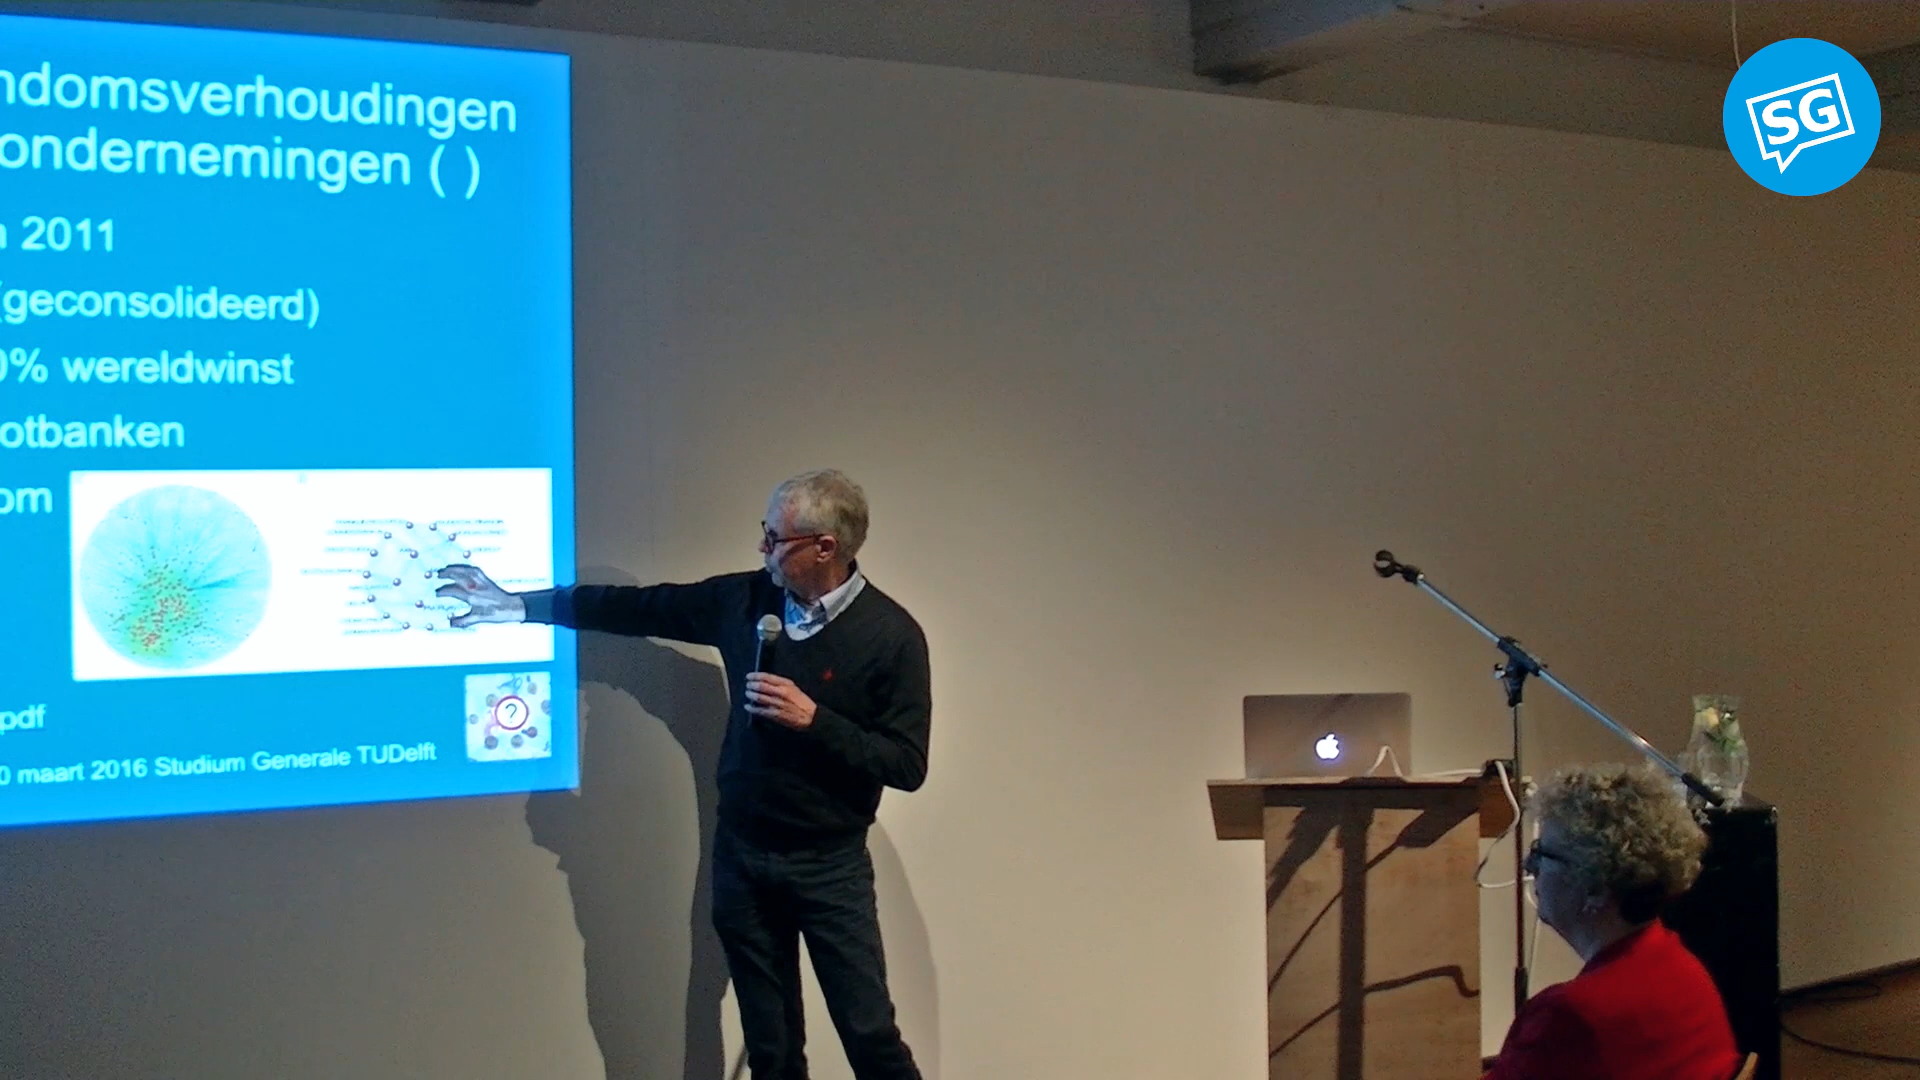 ndomsverhoudingen
ondernemingen ( )
n 2011
(geconsolideerd)
0% wereldwinst
otbanken
om
?
pdf
0 maart 2016 Studium Generale TUDelft
SG